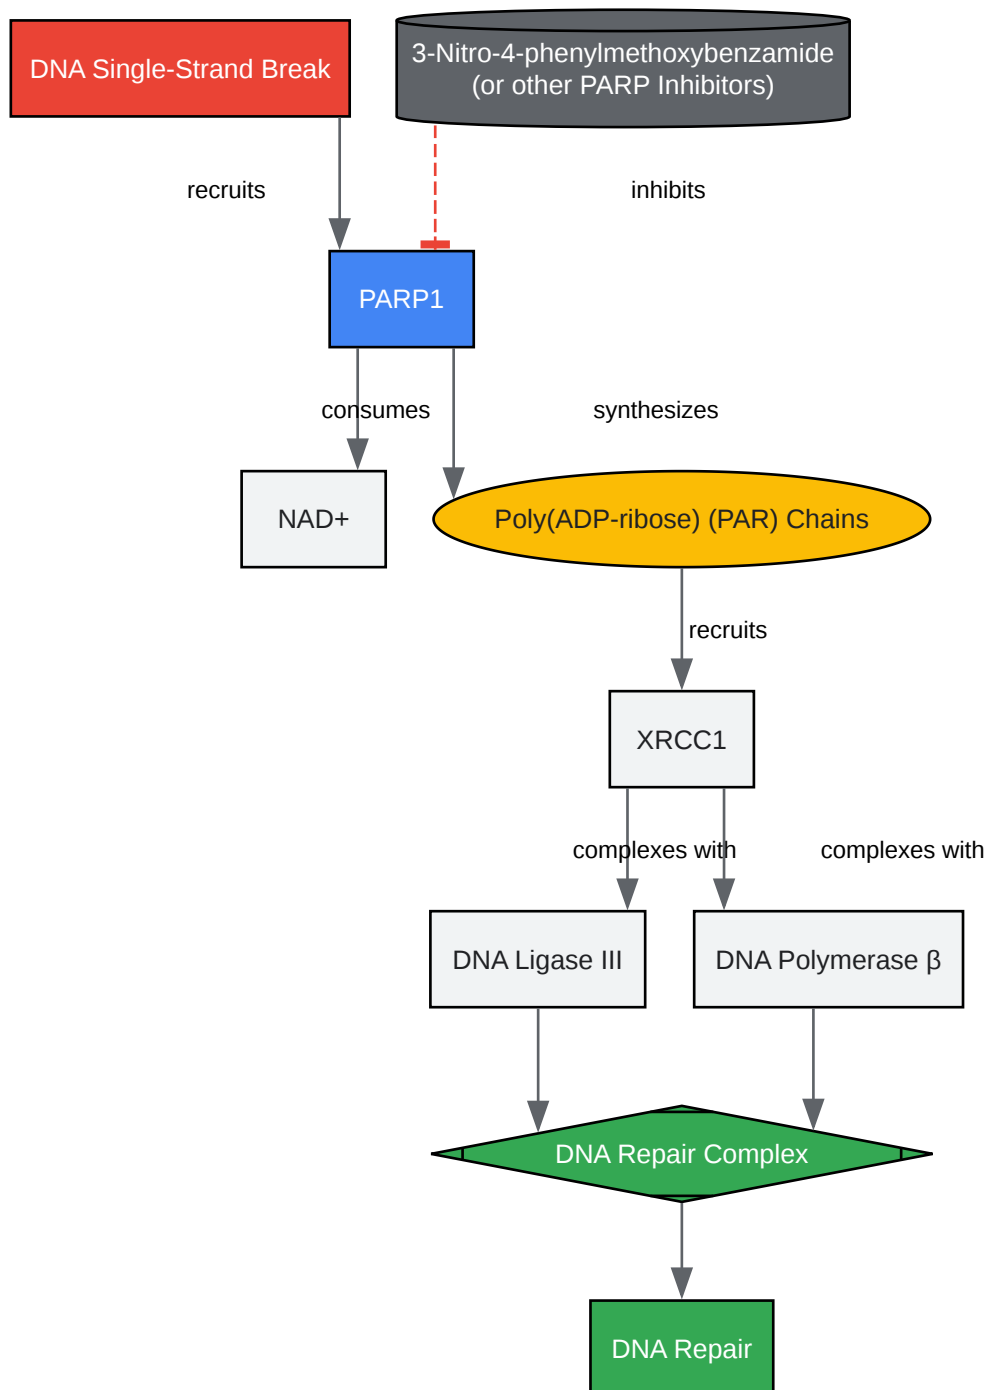 DNA Single-Strand Break
3-Nitro-4-phenylmethoxybenzamide
(or other PARP Inhibitors)
recruits
inhibits
PARP1
consumes
synthesizes
NAD+
Poly(ADP-ribose) (PAR) Chains
recruits
XRCC1
complexes with
complexes with
DNA Ligase III
DNA Polymerase β
DNA Repair Complex
DNA Repair